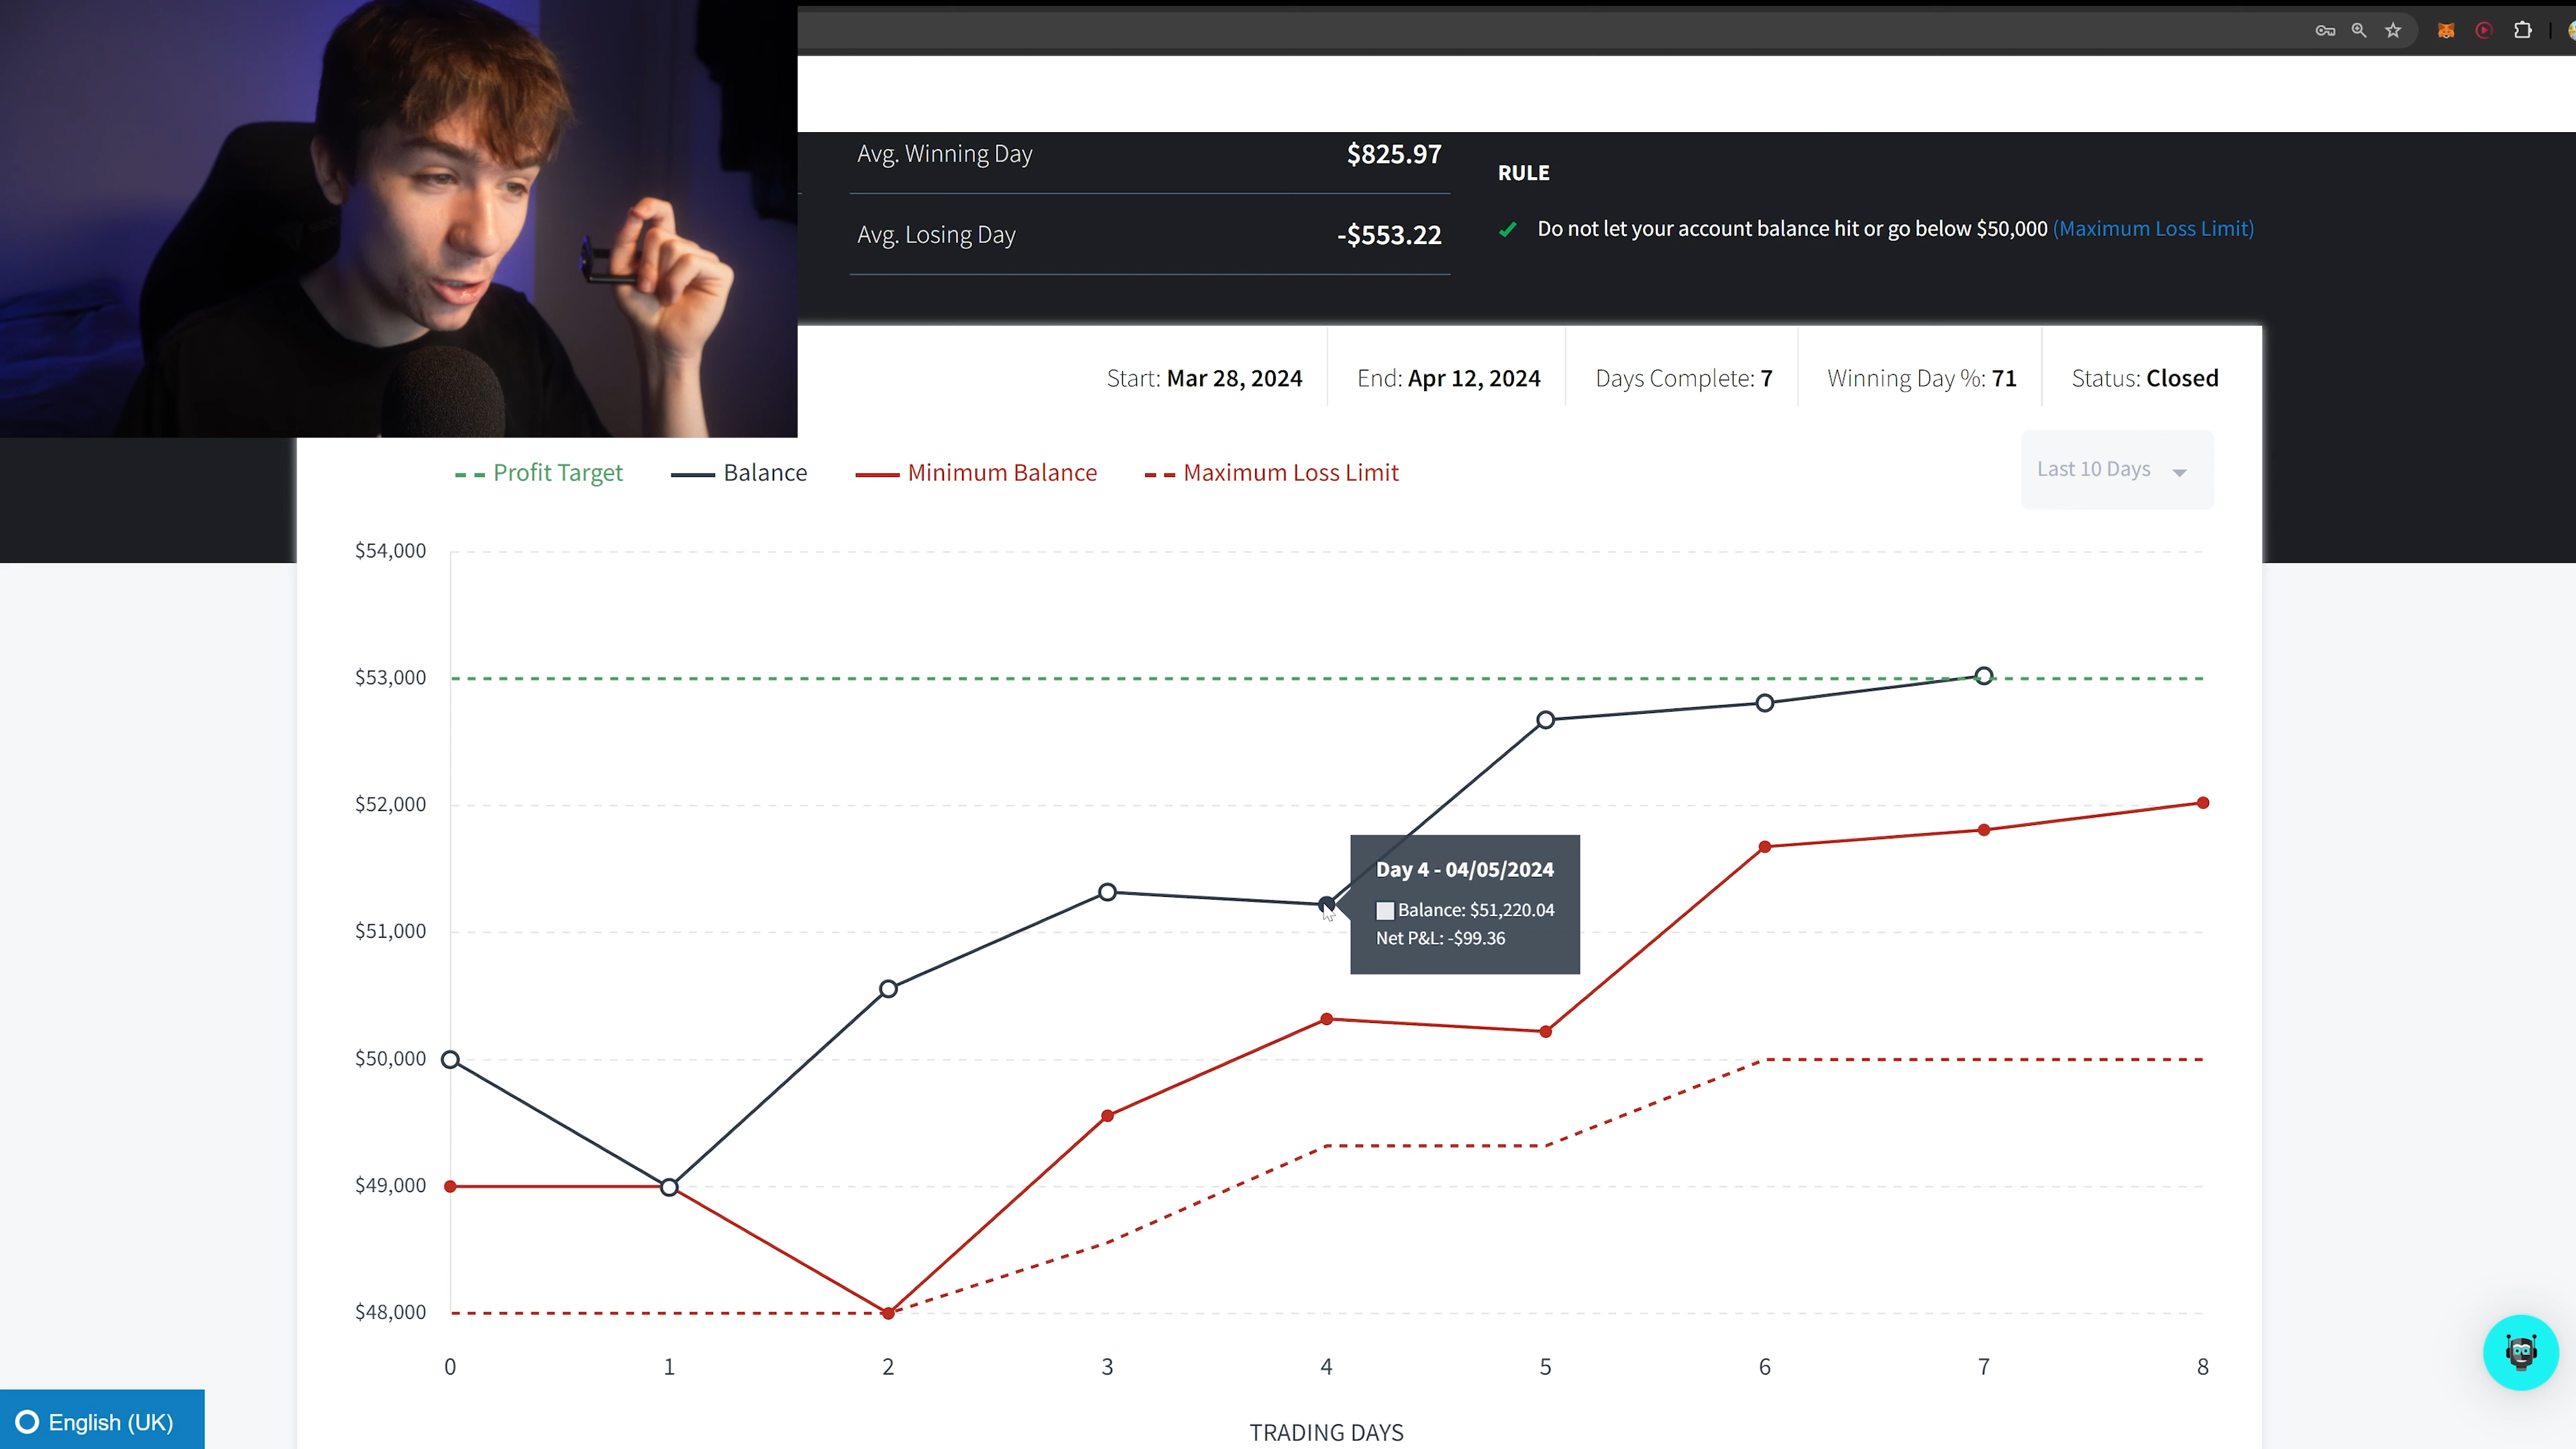 Avg. Winning Day $825.97
Avg. Losing Day -$553.22
RULE
Do not let your account balance hit or go below $50,000 (Maximum Loss Limit)
Start: Mar 28, 2024 End: Apr 12, 2024 Days Complete: 7 Winning Day %: 71 Status: Closed
Profit Target Balance Minimum Balance Maximum Loss Limit
Last 10 Days
$54,000
$53,000
$52,000
$51,000
$50,000
$49,000
$48,000
Day 4 - 04/05/2024
Balance: $51,220.04
Net P&L: -$99.36
0 1 2 3 4 5 6 7 8
TRADING DAYS
English (UK)